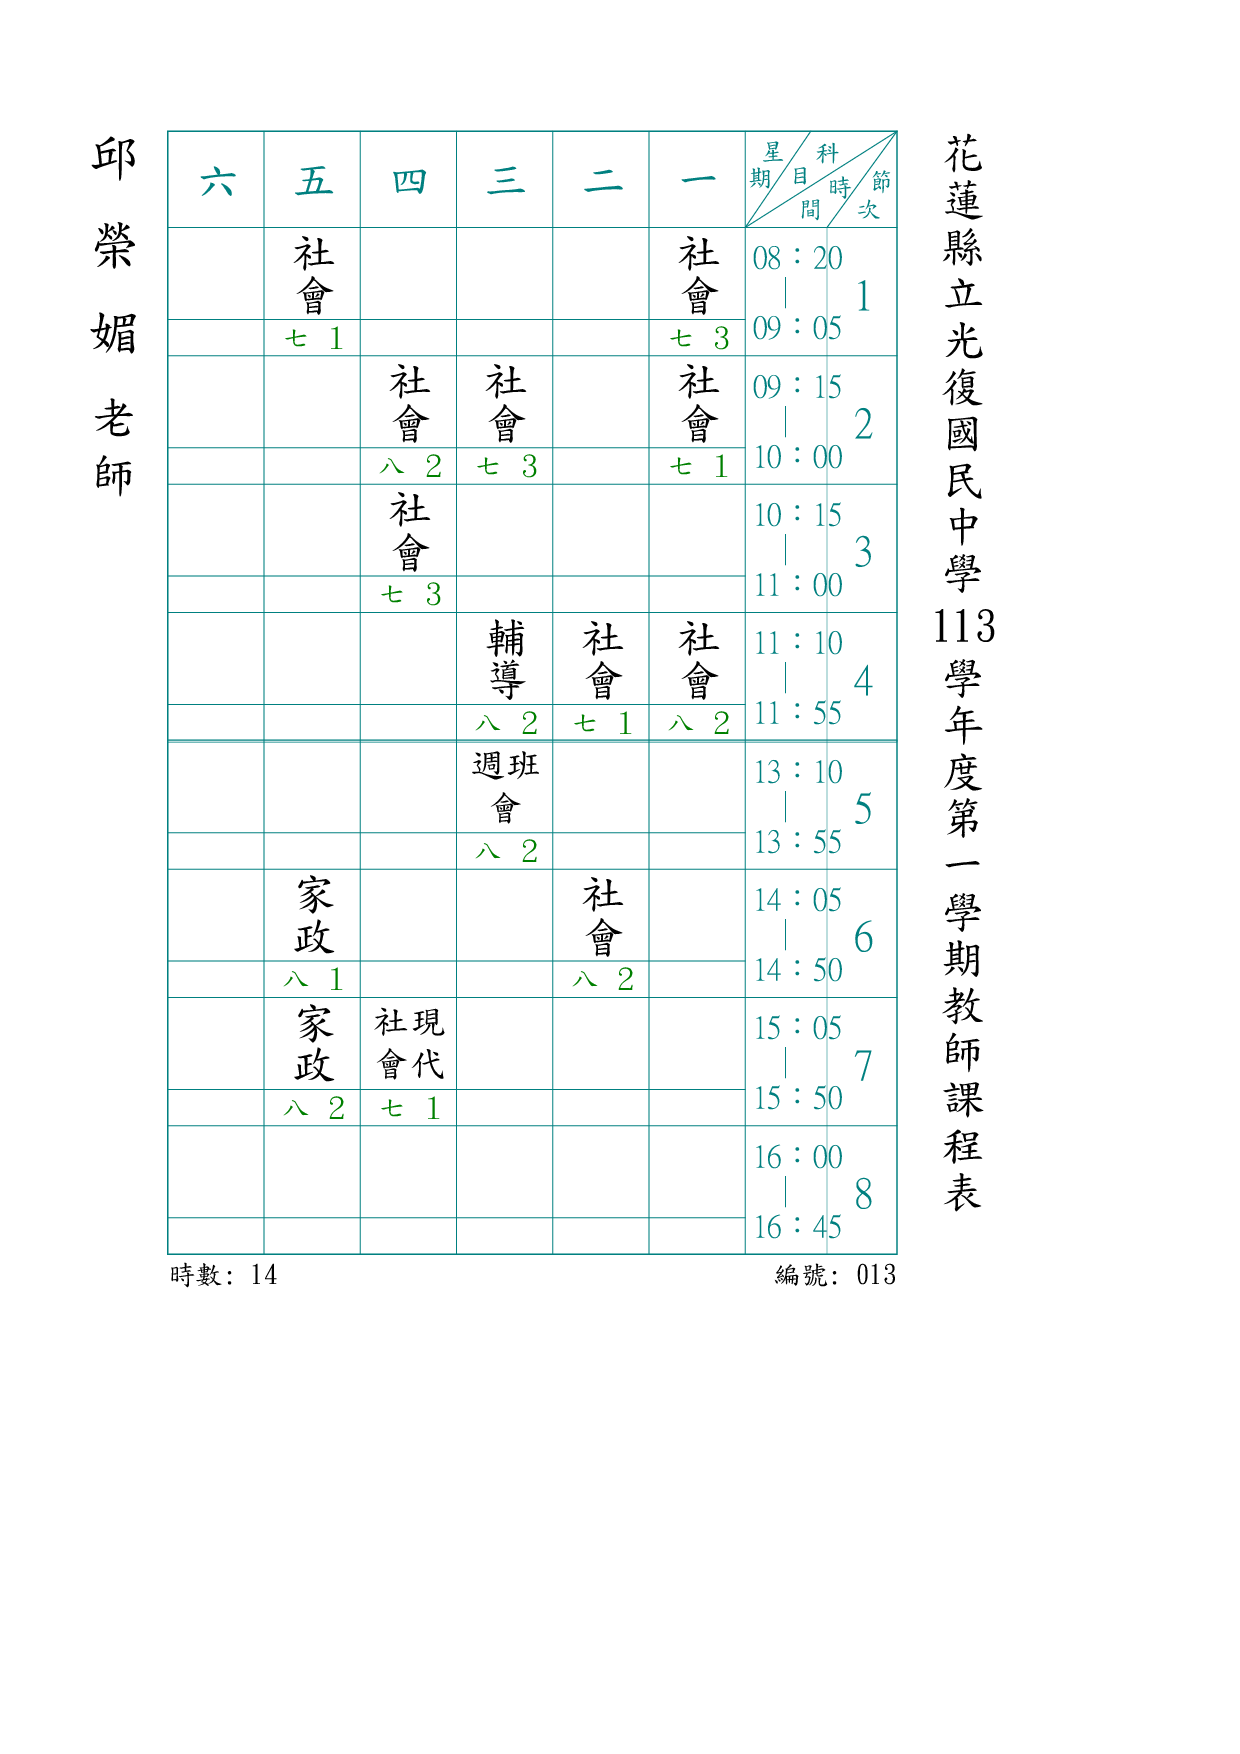 花蓮縣立光復國民中學113學年度第一學期教師課程表
邱榮媚老師
星期 科目 時間 節次
一 二 三 四 五 六
08：20｜09：05 1
社會 七 3
社會 七 1
09：15｜10：00 2
社會 七 1
社會 七 3
社會 八 2
10：15｜11：00 3
社會 七 3
11：10｜11：55 4
社會 八 2
社會 七 1
輔導 八 2
13：10｜13：55 5
班週會 八 2
14：05｜14：50 6
社會 八 2
家政 八 1
15：05｜15：50 7
現代社會 七 1
家政 八 2
16：00｜16：45 8
編號: 013
時數: 14